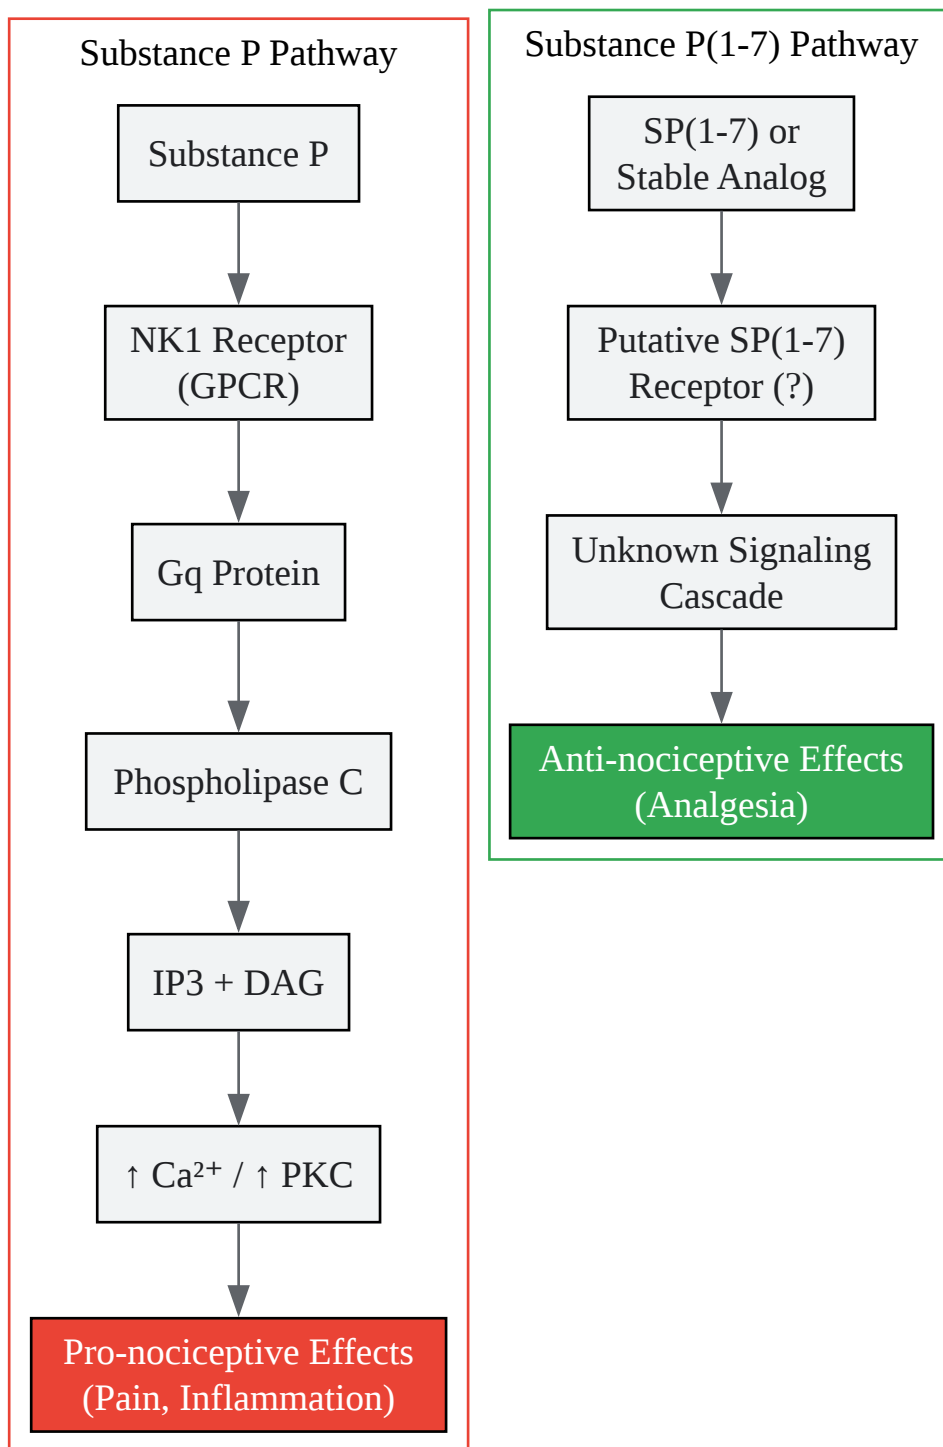 Substance P Pathway
Substance P
NK1 Receptor
(GPCR)
Gq Protein
Phospholipase C
IP3 + DAG
↑ Ca²⁺ / ↑ PKC
Pro-nociceptive Effects
(Pain, Inflammation)
Substance P(1-7) Pathway
SP(1-7) or
Stable Analog
Putative SP(1-7)
Receptor (?)
Unknown Signaling
Cascade
Anti-nociceptive Effects
(Analgesia)